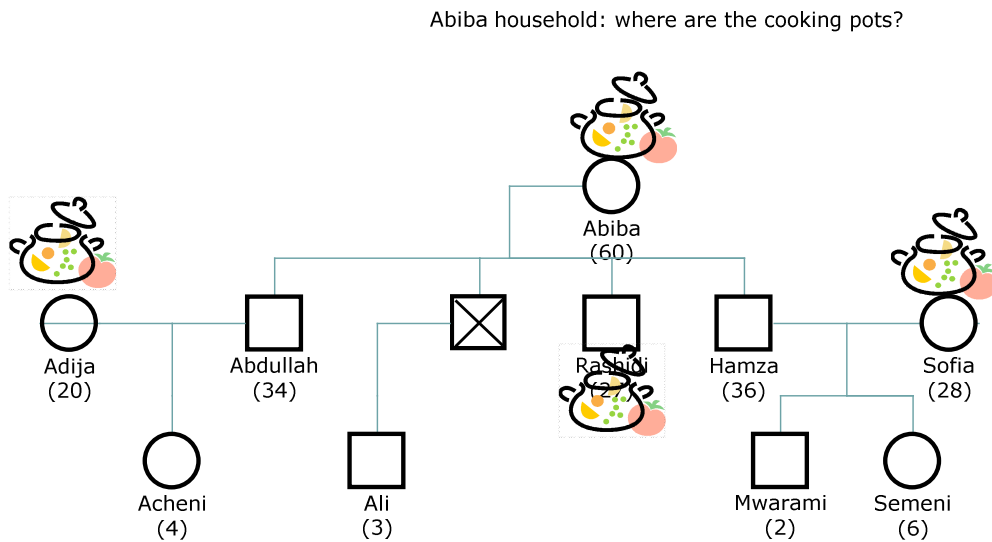 Abiba household: where are the cooking pots?
Abiba
(60)
Adija
(20)
Abdullah
(34)
Rashidi
(27)
Hamza
(36)
Sofia
(28)
Acheni
(4)
Ali
(3)
Mwarami
(2)
Semeni
(6)